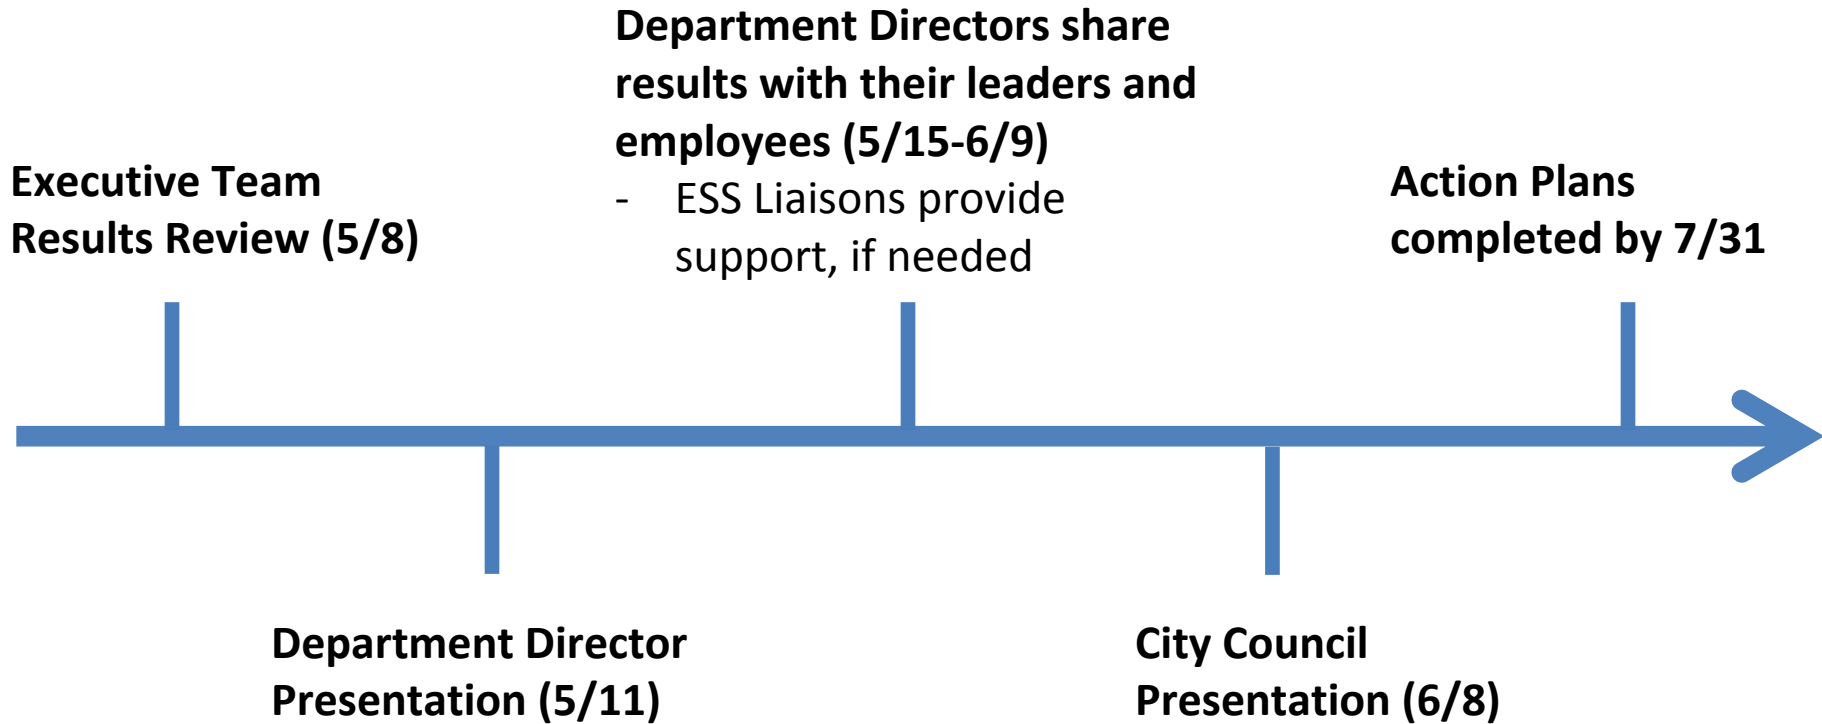 Executive Team
Results Review (5/8)
Department Director
Presentation (5/11)
Department Directors share
results with their leaders and
employees (5/15-6/9)
- ESS Liaisons provide
support, if needed
City Council
Presentation (6/8)
Action Plans
completed by 7/31